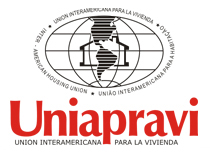 UNION INTERAMERICANA PARA LA VIVIENDA
INTER - AMERICAN HOUSING UNION
UNIÃO INTERAMERICANA PARA A HABITAÇÃO
Uniapravi
UNION INTERAMERICANA PARA LA VIVIENDA